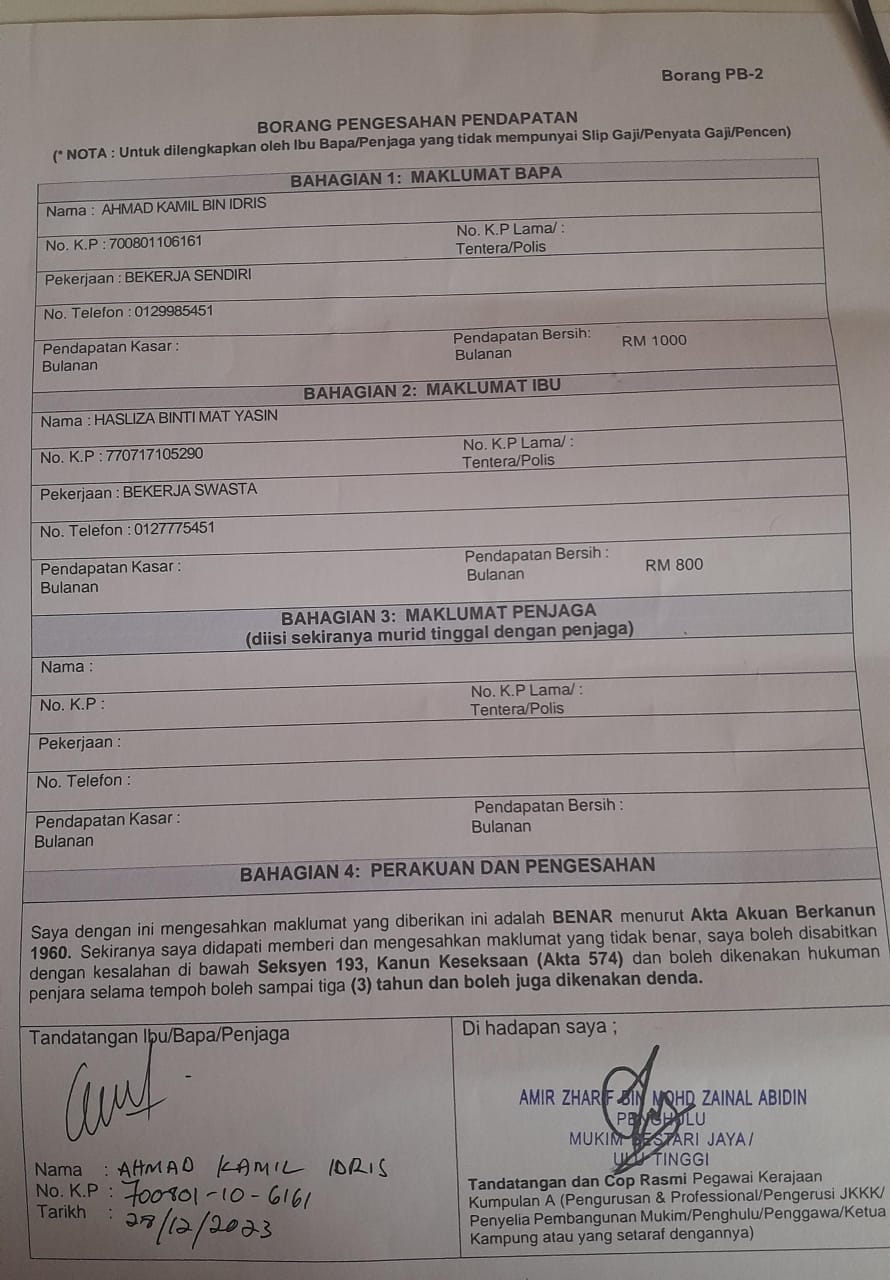 Borang PB-2
BORANG PENGESAHAN PENDAPATAN
(* NOTA : Untuk dilengkapkan oleh Ibu Bapa/Penjaga yang tidak mempunyai Slip Gaji/Penyata Gaji/Pencen)
BAHAGIAN 1: MAKLUMAT BAPA
Nama : AHMAD KAMIL BIN IDRIS
No. K.P : 700801106161
No. K.P Lama/ :
Tentera/Polis
Pekerjaan : BEKERJA SENDIRI
No. Telefon : 0129985451
Pendapatan Kasar :
Bulanan
Pendapatan Bersih: RM 1000
Bulanan
BAHAGIAN 2: MAKLUMAT IBU
Nama : HASLIZA BINTI MAT YASIN
No. K.P : 770717105290
No. K.P Lama/ :
Tentera/Polis
Pekerjaan : BEKERJA SWASTA
No. Telefon : 0127775451
Pendapatan Kasar :
Bulanan
Pendapatan Bersih : RM 800
Bulanan
BAHAGIAN 3: MAKLUMAT PENJAGA
(diisi sekiranya murid tinggal dengan penjaga)
Nama :
No. K.P :
No. K.P Lama/ :
Tentera/Polis
Pekerjaan :
No. Telefon :
Pendapatan Kasar :
Bulanan
Pendapatan Bersih :
Bulanan
BAHAGIAN 4: PERAKUAN DAN PENGESAHAN
Saya dengan ini mengesahkan maklumat yang diberikan ini adalah BENAR menurut Akta Akuan Berkanun
1960. Sekiranya saya didapati memberi dan mengesahkan maklumat yang tidak benar, saya boleh disabitkan
dengan kesalahan di bawah Seksyen 193, Kanun Keseksaan (Akta 574) dan boleh dikenakan hukuman
penjara selama tempoh boleh sampai tiga (3) tahun dan boleh juga dikenakan denda.
Tandatangan Ibu/Bapa/Penjaga
Nama : AHMAD KAMIL IDRIS
No. K.P : 700801-10-6161
Tarikh : 28/12/2023
Di hadapan saya ;
AMIR ZHARIF BIN MOHD ZAINAL ABIDIN
PENGHULU
MUKIM BESTARI JAYA/
ULU TINGGI
Tandatangan dan Cop Rasmi Pegawai Kerajaan
Kumpulan A (Pengurusan & Professional/Pengerusi JKKK/
Penyelia Pembangunan Mukim/Penghulu/Penggawa/Ketua
Kampung atau yang setaraf dengannya)